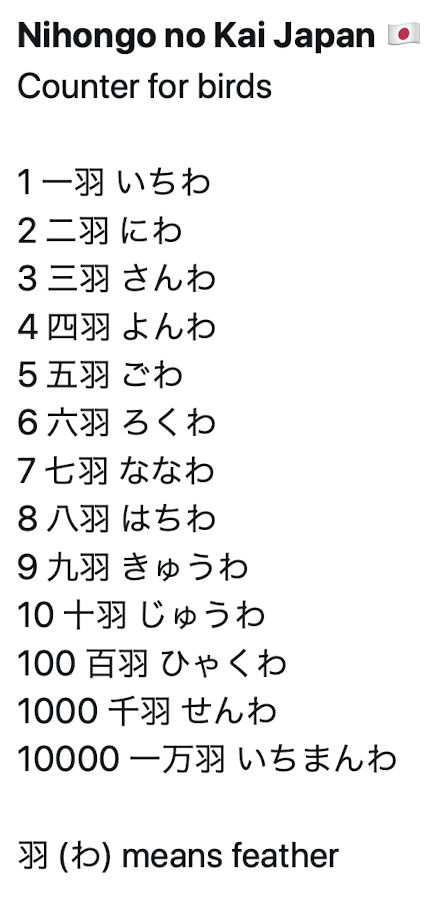 Nihongo no Kai Japan 🇯🇵
Counter for birds
1 一羽 いちわ
2 二羽 にわ
3 三羽 さんわ
4 四羽 よんわ
5 五羽 ごわ
6 六羽 ろくわ
7 七羽 ななわ
8 八羽 はちわ
9 九羽 きゅうわ
10 十羽 じゅうわ
100 百羽 ひゃくわ
1000 千羽 せんわ
10000 一万羽 いちまんわ
羽 (わ) means feather